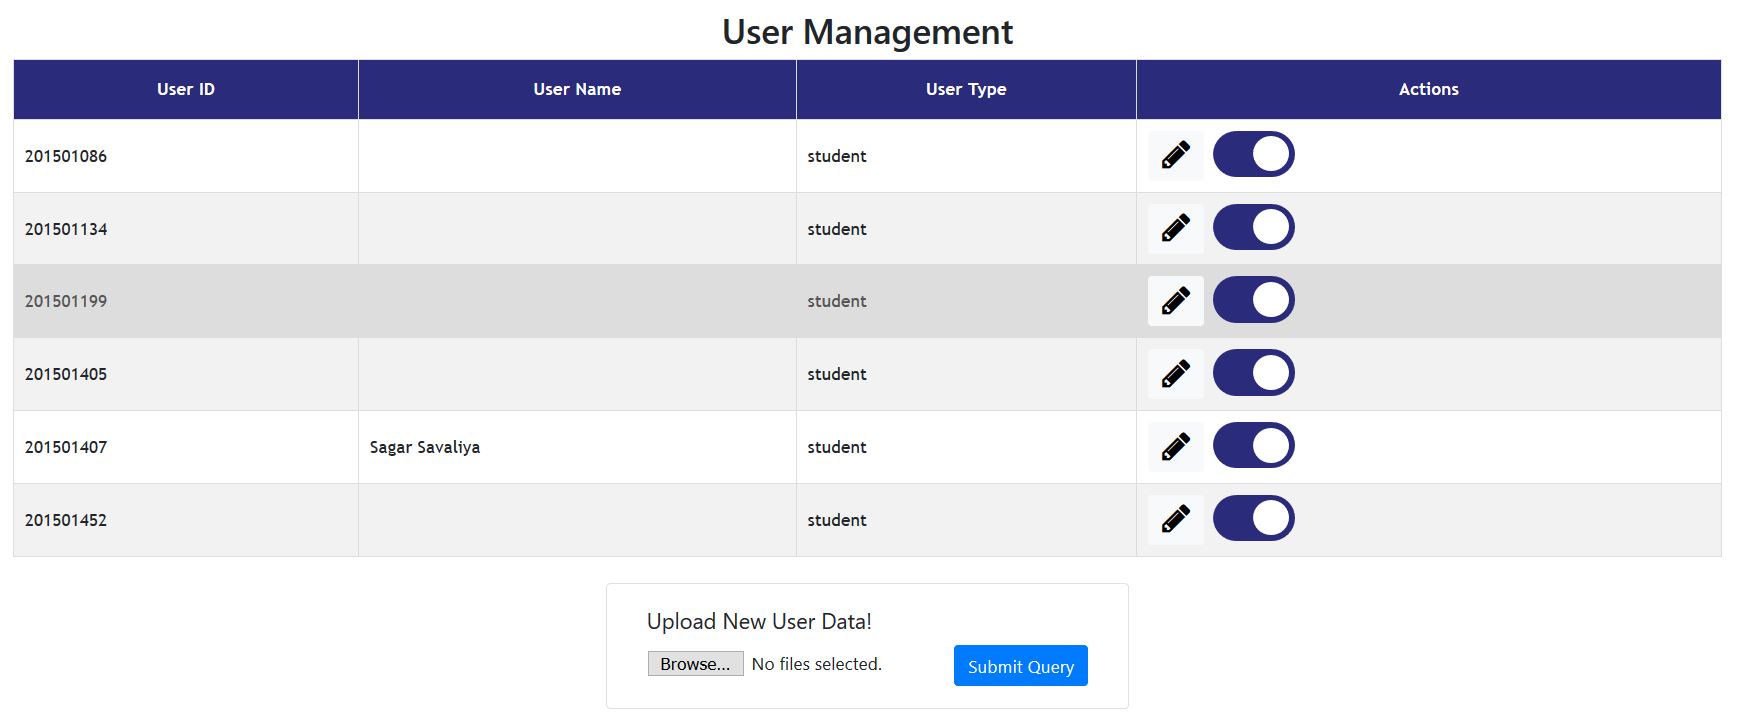 User Management
User ID User Name User Type Actions
201501086 student
201501134 student
201501199 student
201501405 student
201501407 Sagar Savaliya student
201501452 student
Upload New User Data!
Browse... No files selected. Submit Query